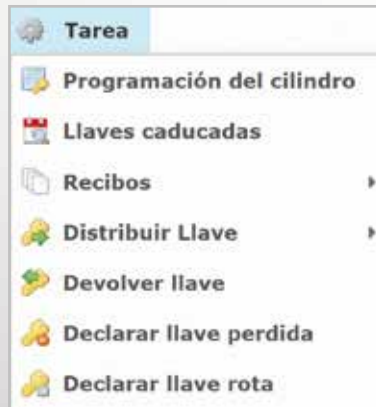 Tarea
Programación del cilindro
Llaves caducadas
Recibos
Distribuir Llave
Devolver llave
Declarar llave perdida
Declarar llave rota